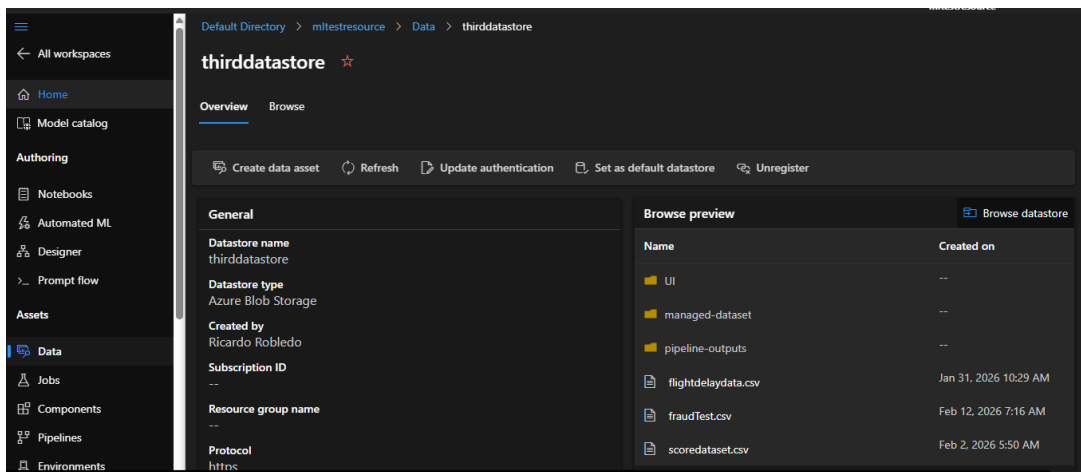 Default Directory > mltestresource > Data > thirddatastore
All workspaces
thirddatastore
Home
Model catalog
Overview Browse
Authoring
Create data asset Refresh Update authentication Set as default datastore Unregister
Notebooks
Automated ML
Designer
Prompt flow
Assets
Data
Jobs
Components
Pipelines
Environments
General
Datastore name
thirddatastore
Datastore type
Azure Blob Storage
Created by
Ricardo Robledo
Subscription ID
--
Resource group name
--
Protocol
https
Browse preview Browse datastore
Name Created on
UI --
managed-dataset --
pipeline-outputs --
flightdelaydata.csv Jan 31, 2026 10:29 AM
fraudTest.csv Feb 12, 2026 7:16 AM
scoredataset.csv Feb 2, 2026 5:50 AM